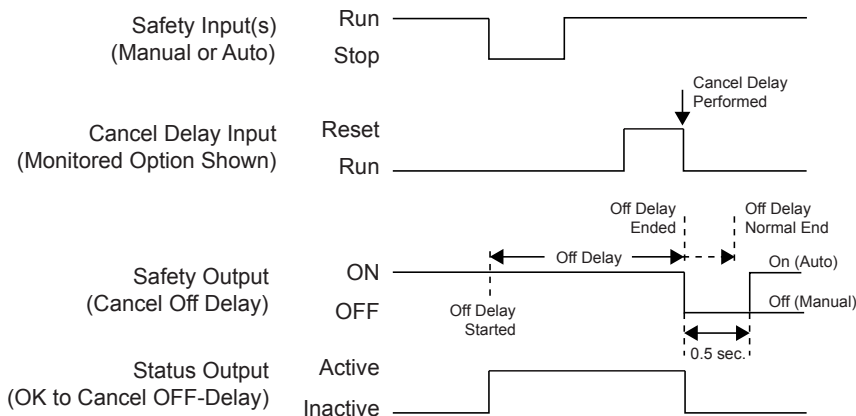 Safety Input(s)
(Manual or Auto)
Run
Stop
Cancel Delay
Performed
Cancel Delay Input
(Monitored Option Shown)
Reset
Run
Off Delay
Ended
Off Delay
Normal End
Safety Output
(Cancel Off Delay)
ON
OFF
Off Delay
On (Auto)
Off (Manual)
Off Delay
Started
0.5 sec.
Status Output
(OK to Cancel OFF-Delay)
Active
Inactive